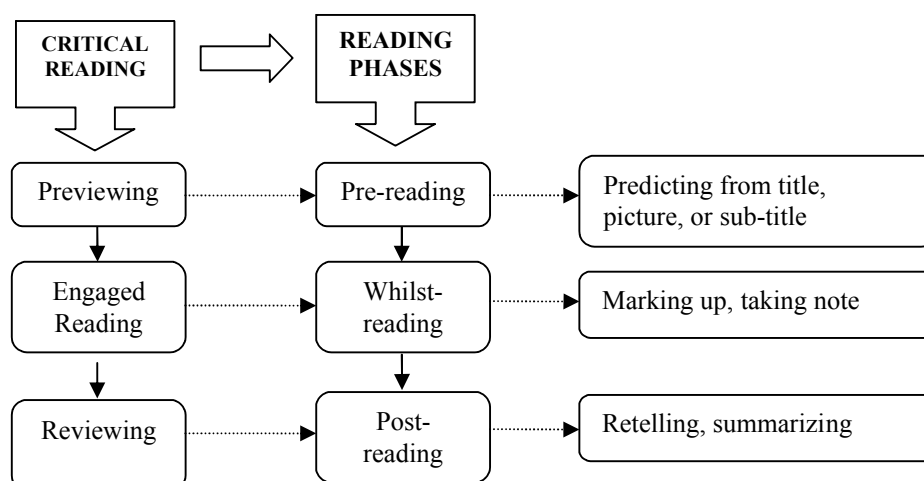 CRITICAL
READING
READING
PHASES
Previewing
Pre-reading
Predicting from title,
picture, or sub-title
Engaged
Reading
Whilst-
reading
Marking up, taking note
Reviewing
Post-
reading
Retelling, summarizing